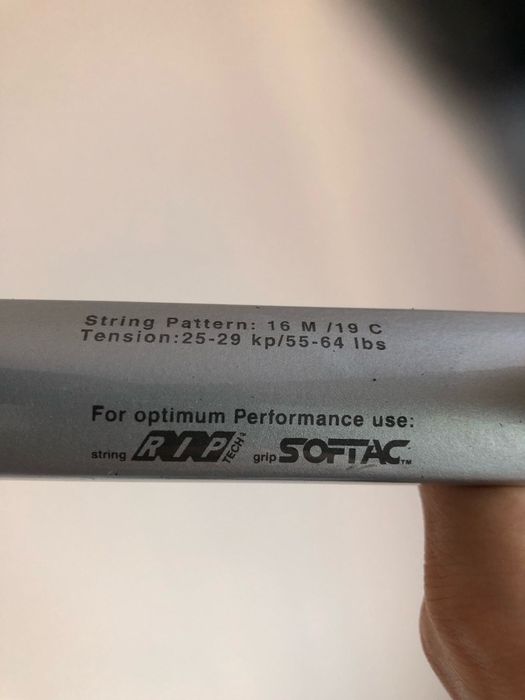 String Pattern: 16 M /19 C
Tension:25-29 kp/55-64 lbs
For optimum Performance use:
string RIP TECH grip SOFTAC™